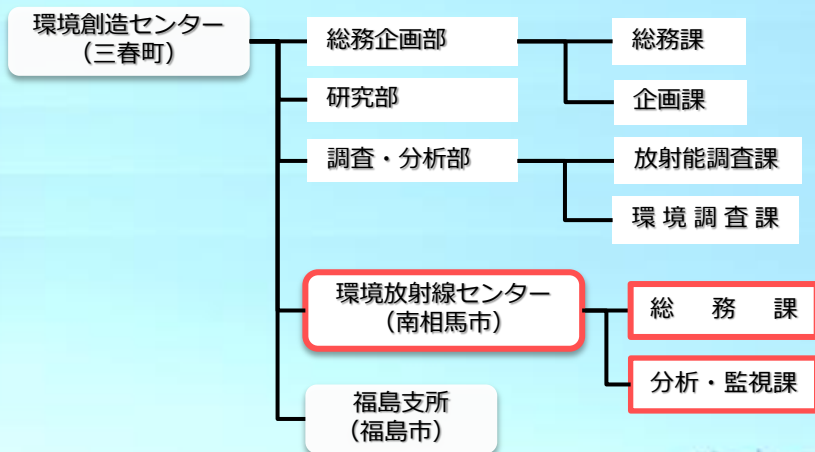 環境創造センター
（三春町）
総務企画部
総務課
企画課
研究部
調査・分析部
放射能調査課
環境調査課
環境放射線センター
（南相馬市）
総　務　課
分析・監視課
福島支所
（福島市）